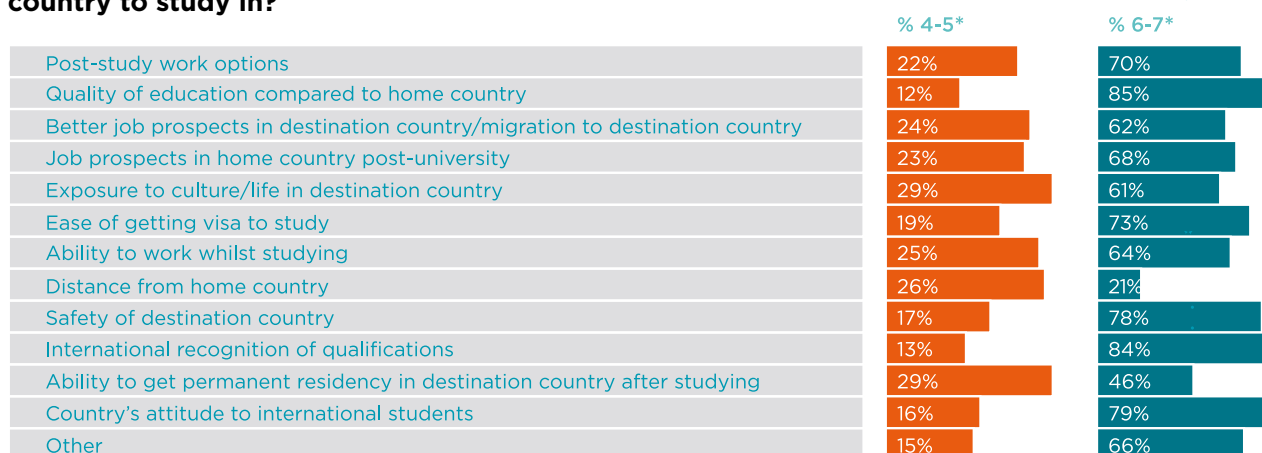 country to study in?
% 4-5* % 6-7*
Post-study work options 22% 70%
Quality of education compared to home country 12% 85%
Better job prospects in destination country/migration to destination country 24% 62%
Job prospects in home country post-university 23% 68%
Exposure to culture/life in destination country 29% 61%
Ease of getting visa to study 19% 73%
Ability to work whilst studying 25% 64%
Distance from home country 26% 21%
Safety of destination country 17% 78%
International recognition of qualifications 13% 84%
Ability to get permanent residency in destination country after studying 29% 46%
Country's attitude to international students 16% 79%
Other 15% 66%